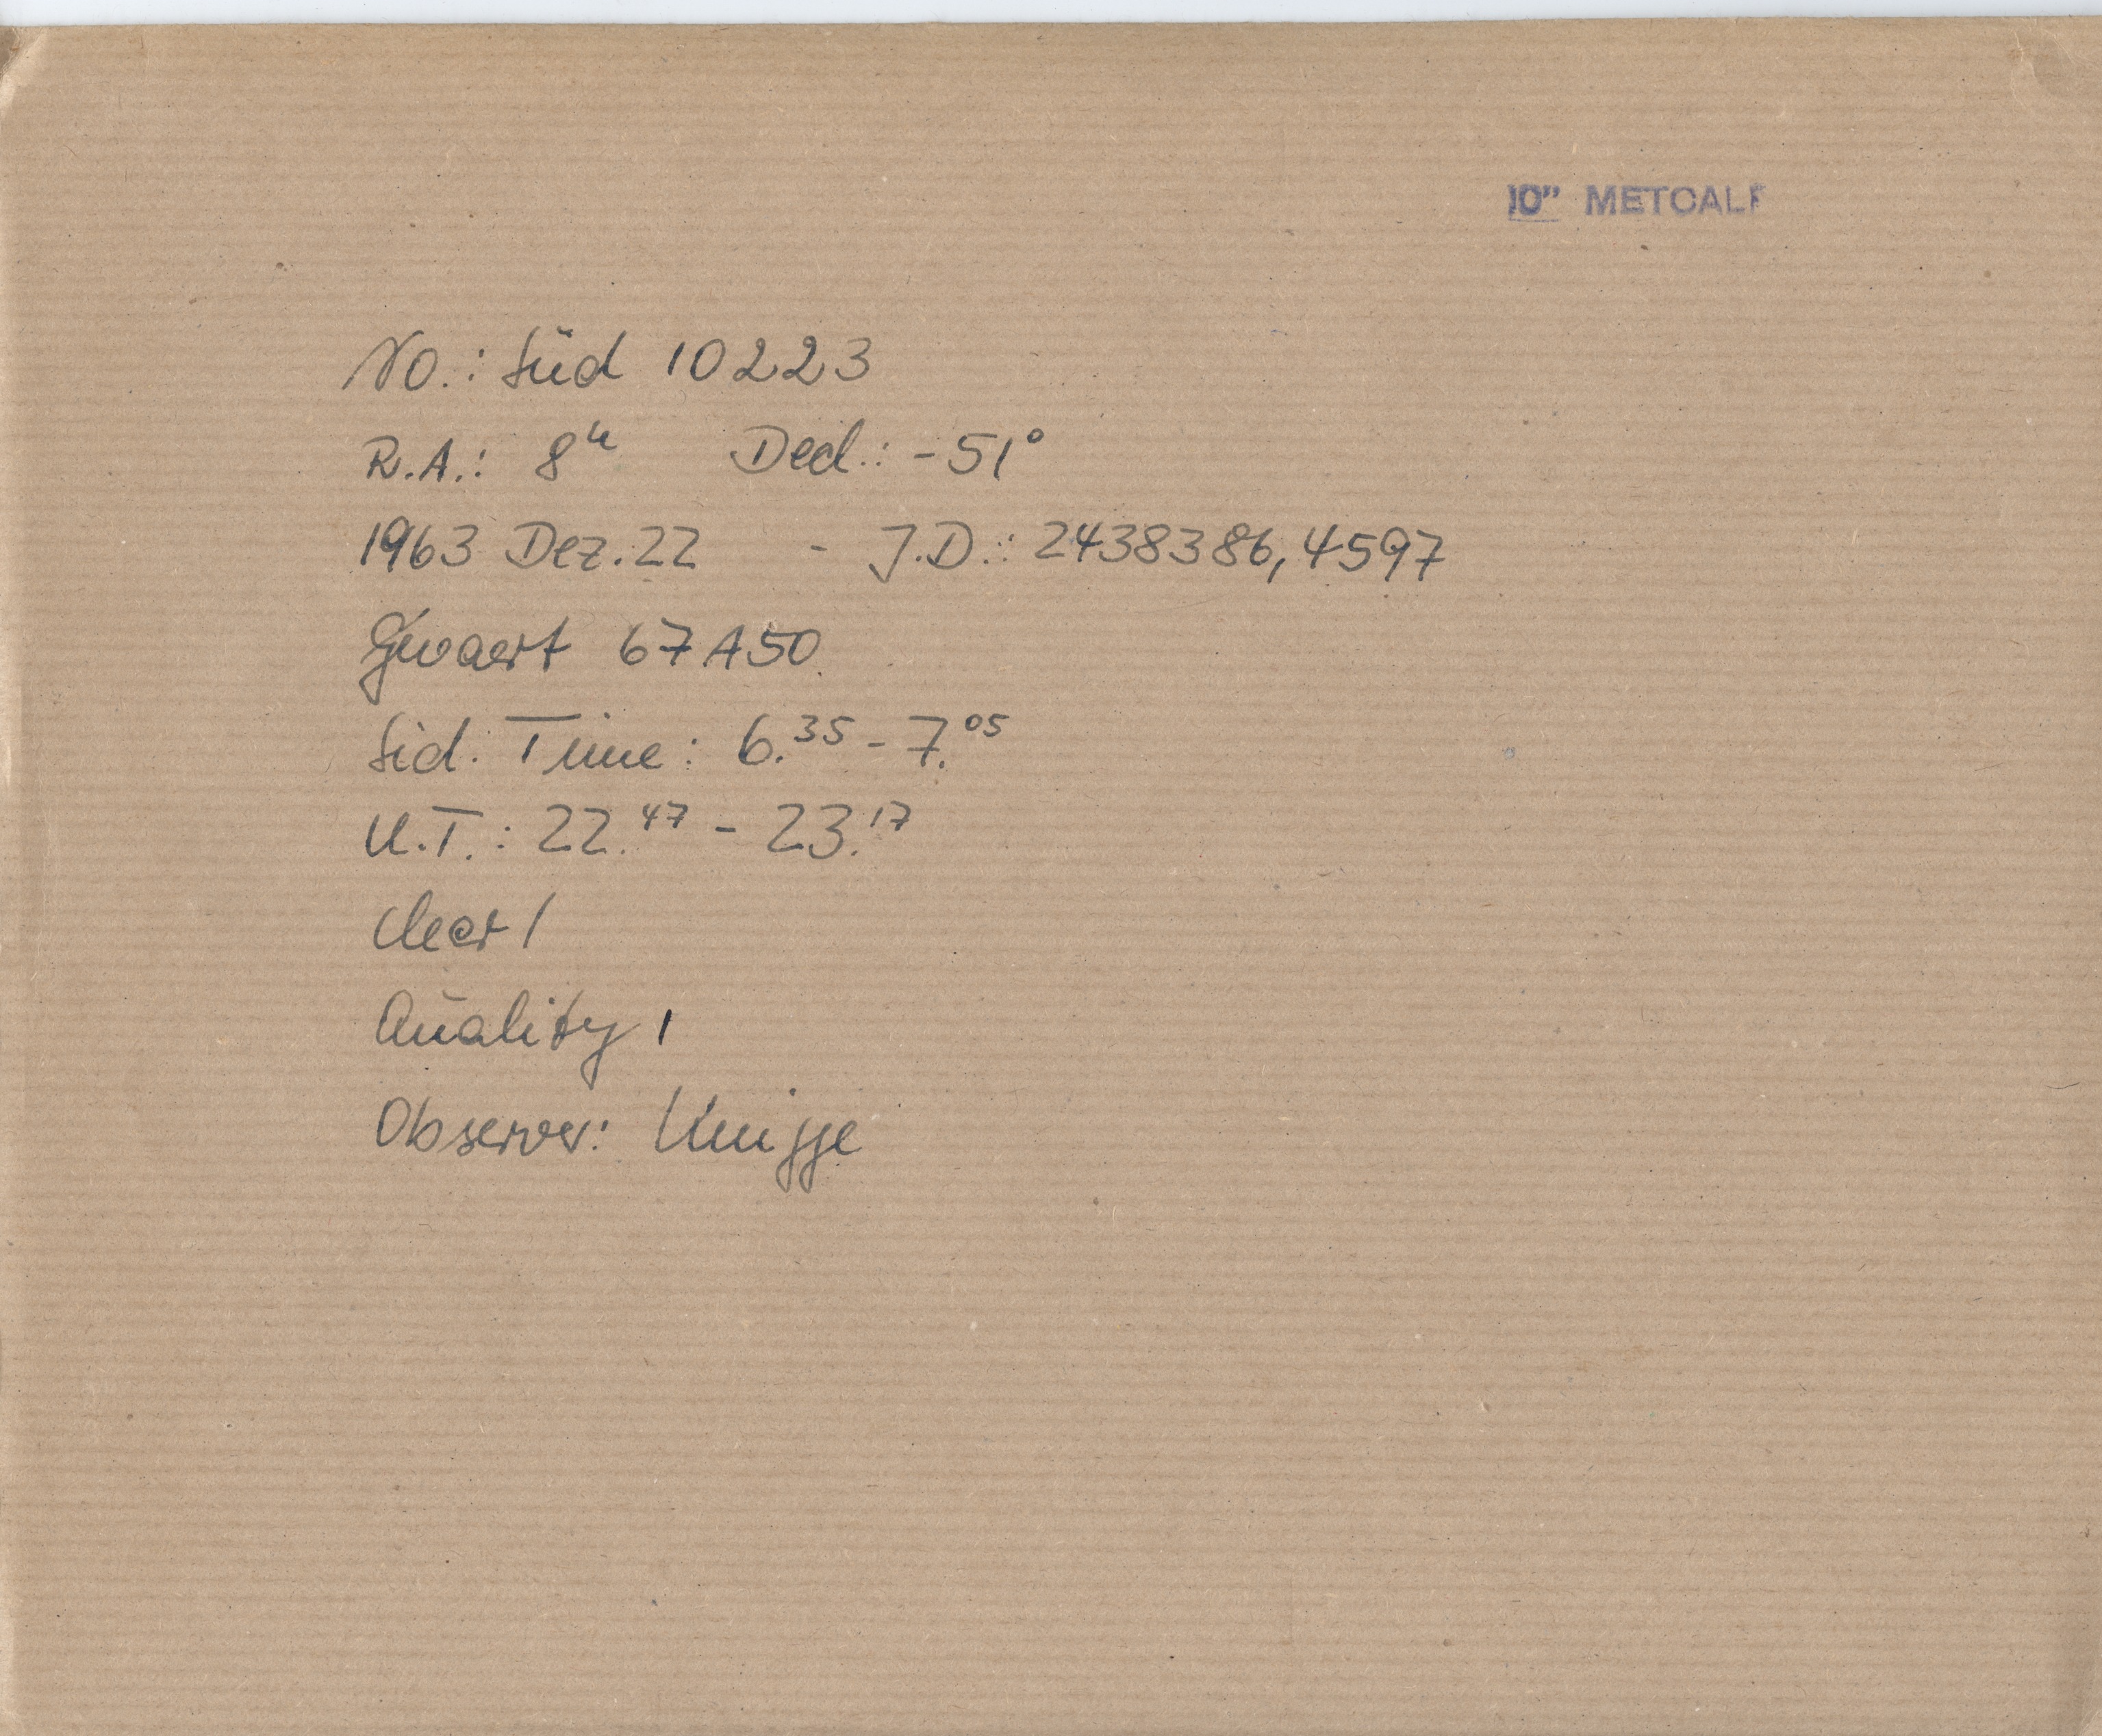 10" METCALF
No.: Süd 10223
R.A.: 8h Decl.: -51°
1963 Dez. 22 - J.D.: 2438386,4597
Gevaert 67A50
Sid. Time: 6.35 - 7.05
U.T.: 22.47 - 23.17
clear!
Quality 1
Observer: Knigge